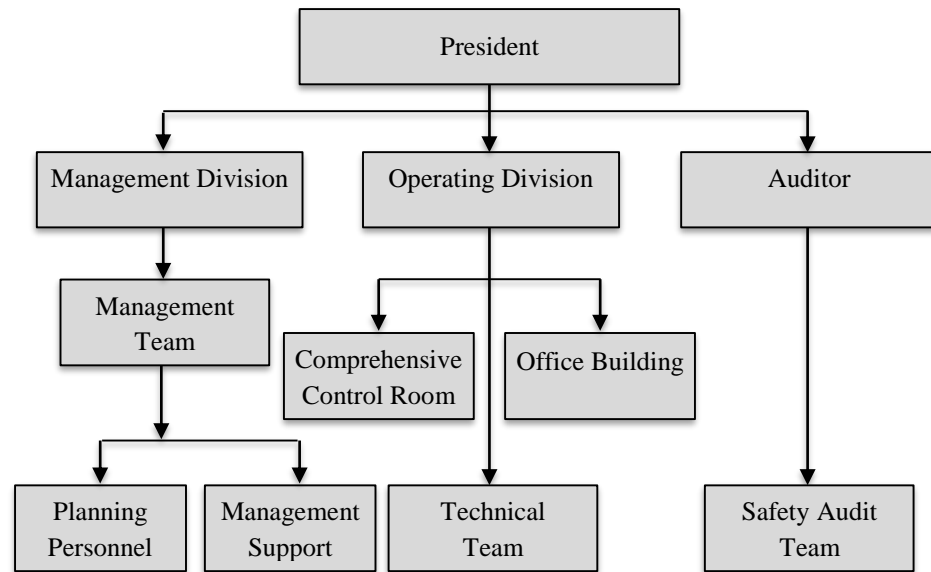 President
Management Division
Operating Division
Auditor
Management
Team
Comprehensive
Control Room
Office Building
Planning
Personnel
Management
Support
Technical
Team
Safety Audit
Team